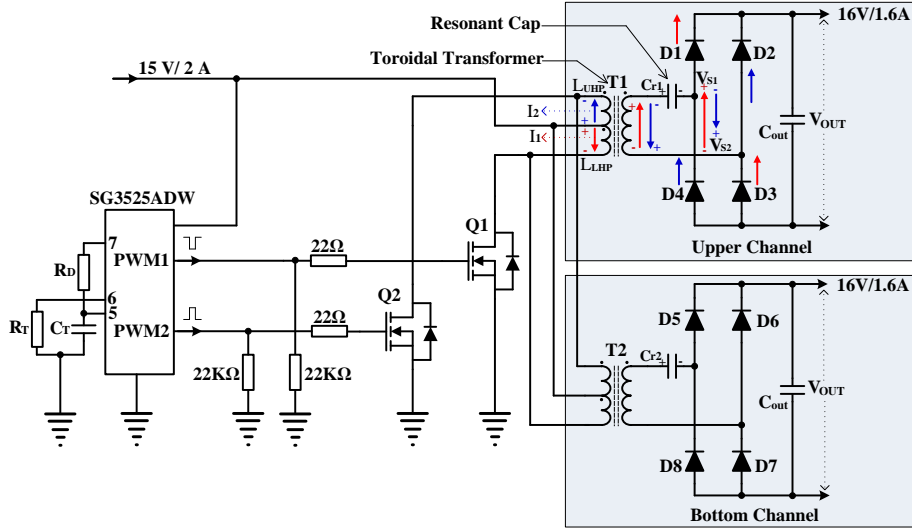 Resonant Cap
Toroidal Transformer
15 V/ 2 A
16V/1.6A
D1
D2
T1
Cr1
+ -
VS1
VS2
LUHP
LLHP
I2
I1
- + + -
+ - - +
+ - - +
Cout
VOUT
D4
D3
Upper Channel
SG3525ADW
7
PWM1
RD
6
5
RT
CT
PWM2
22Ω
22Ω
22KΩ
22KΩ
Q1
Q2
16V/1.6A
D5
D6
T2
Cr2
+ -
Cout
VOUT
D8
D7
Bottom Channel